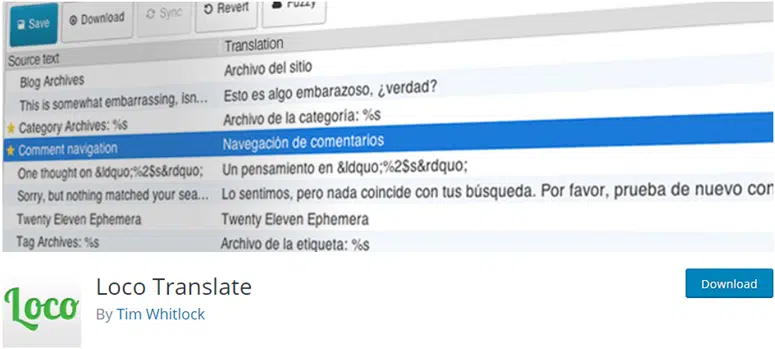 Save Download Sync Revert Fuzzy
Source text Translation
Blog Archives Archivo del sitio
This is somewhat embarrassing, isn... Esto es algo embarazoso, ¿verdad?
Category Archives: %s Archivo de la categoría: %s
Comment navigation Navegación de comentarios
One thought on &ldquo;%2$s&rdquo; Un pensamiento en &ldquo;%2$s&rdquo;
Sorry, but nothing matched your sea... Lo sentimos, pero nada coincide con tus búsqueda. Por favor, prueba de nuevo con
Twenty Eleven Ephemera Twenty Eleven Ephemera
Tag Archives: %s Archivo de la etiqueta: %s
Loco Translate
Download
Loco
By Tim Whitlock